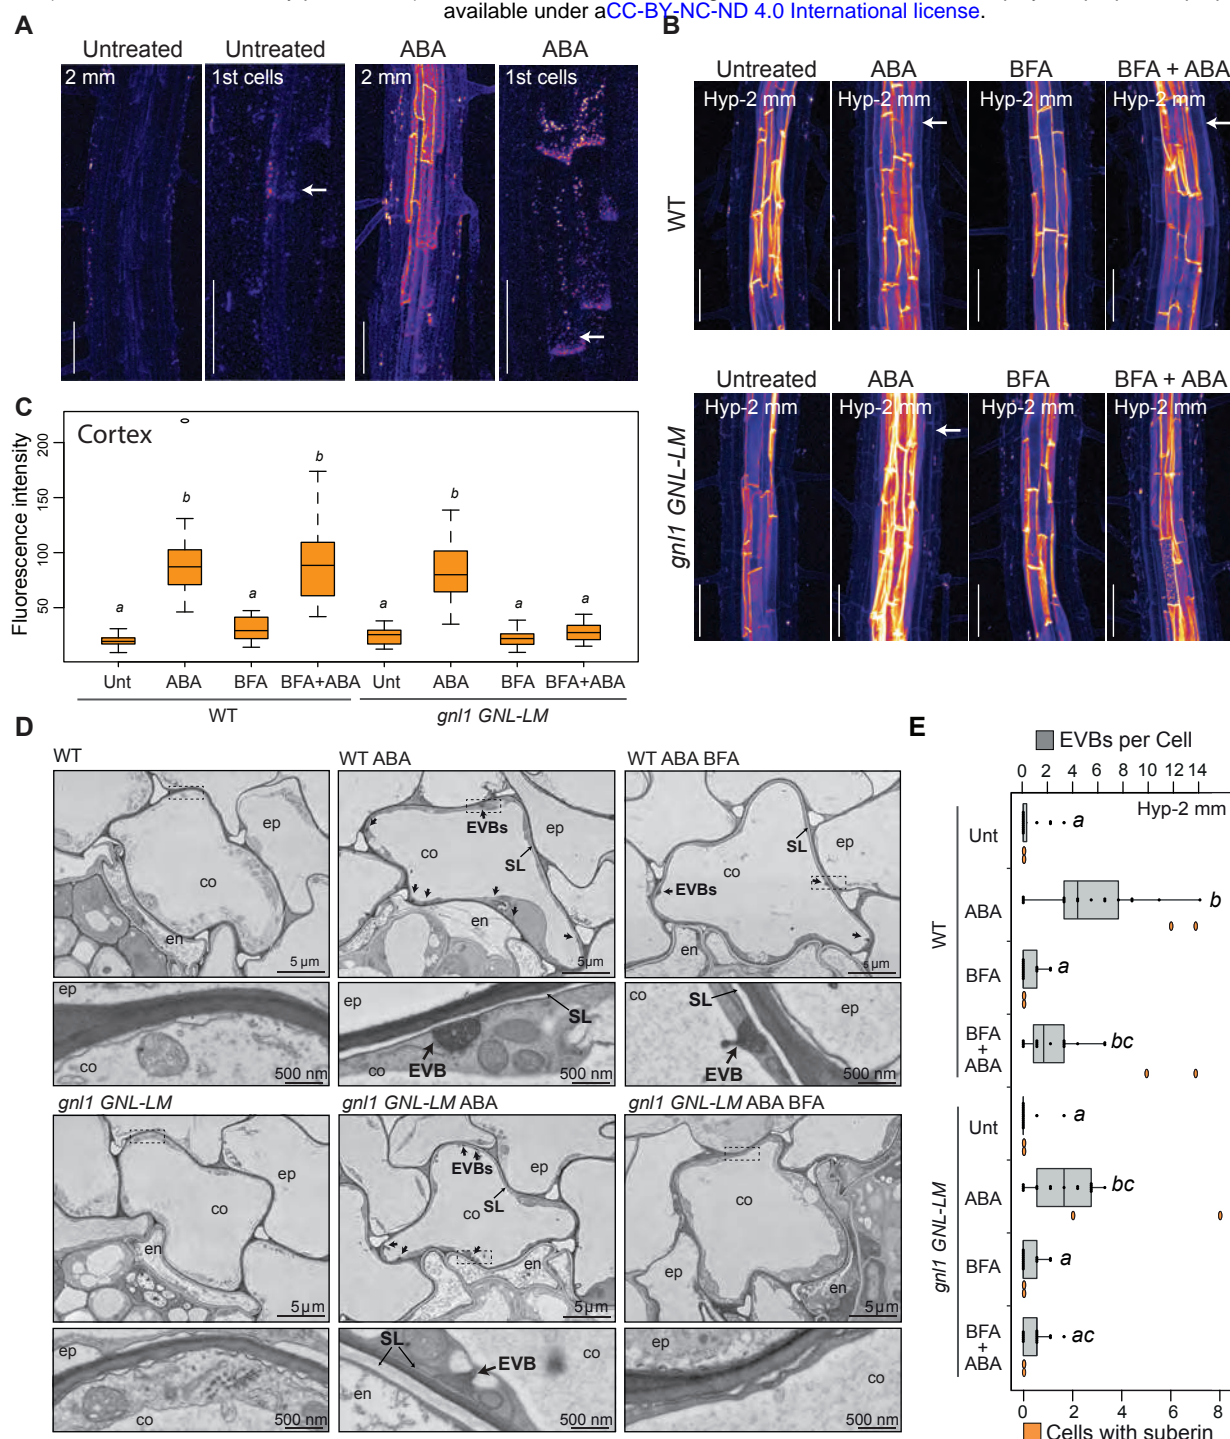 available under aCC-BY-NC-ND 4.0 International license.
A
Untreated
Untreated
ABA
ABA
2 mm
1st cells
2 mm
1st cells
B
Untreated
ABA
BFA
BFA + ABA
Hyp-2 mm
Hyp-2 mm
Hyp-2 mm
Hyp-2 mm
WT
Untreated
ABA
BFA
BFA + ABA
Hyp-2 mm
Hyp-2 mm
Hyp-2 mm
Hyp-2 mm
gnl1 GNL-LM
C
Cortex
Fluorescence intensity
200
150
100
50
a
b
a
b
a
b
a
a
Unt
ABA
BFA
BFA+ABA
Unt
ABA
BFA
BFA+ABA
WT
gnl1 GNL-LM
D
WT
WT ABA
WT ABA BFA
ep
co
en
5 µm
EVBs
ep
SL
co
en
5µm
SL
ep
co
EVBs
en
5 µm
ep
co
500 nm
ep
SL
EVB
co
500 nm
co
SL
ep
EVB
500 nm
gnl1 GNL-LM
gnl1 GNL-LM ABA
gnl1 GNL-LM ABA BFA
ep
co
en
5µm
EVBs
ep
SL
co
en
5µm
co
ep
en
5µm
ep
co
500 nm
SL
EVB
co
en
500 nm
ep
co
500 nm
E
EVBs per Cell
0 2 4 6 8 10 12 14
Hyp-2 mm
Unt
a
ABA
b
BFA
a
BFA
+
ABA
bc
WT
Unt
a
ABA
bc
BFA
a
BFA
+
ABA
ac
gnl1 GNL-LM
0 2 4 6 8
Cells with suberin